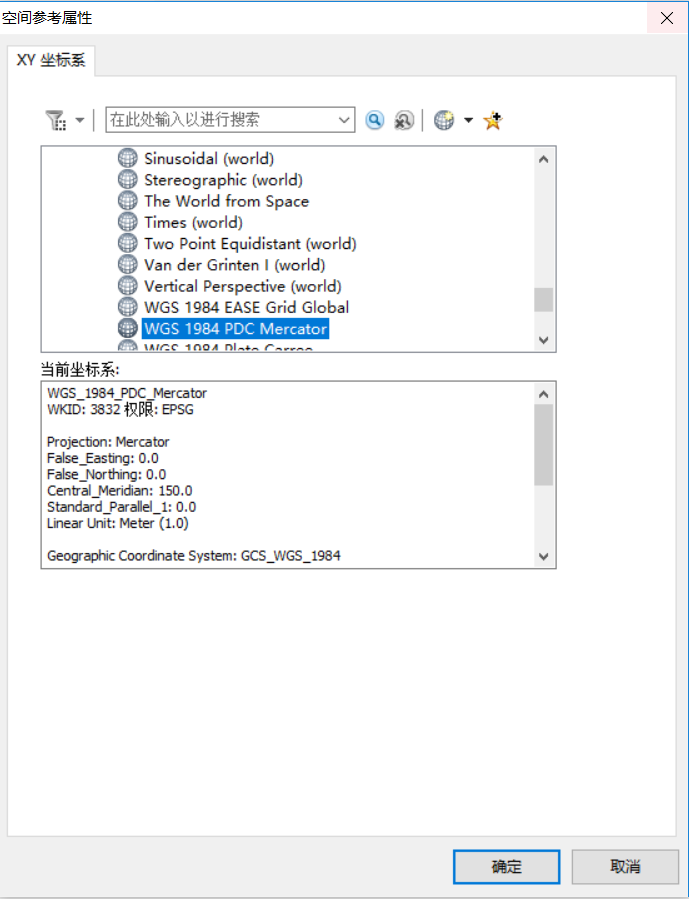 空间参考属性
XY 坐标系
在此处输入以进行搜索
Sinusoidal (world)
Stereographic (world)
The World from Space
Times (world)
Two Point Equidistant (world)
Van der Grinten I (world)
Vertical Perspective (world)
WGS 1984 EASE Grid Global
WGS 1984 PDC Mercator
WGS 1984 Plate Carree
当前坐标系:
WGS_1984_PDC_Mercator
WKID: 3832 权限: EPSG
Projection: Mercator
False_Easting: 0.0
False_Northing: 0.0
Central_Meridian: 150.0
Standard_Parallel_1: 0.0
Linear Unit: Meter (1.0)
Geographic Coordinate System: GCS_WGS_1984
确定
取消